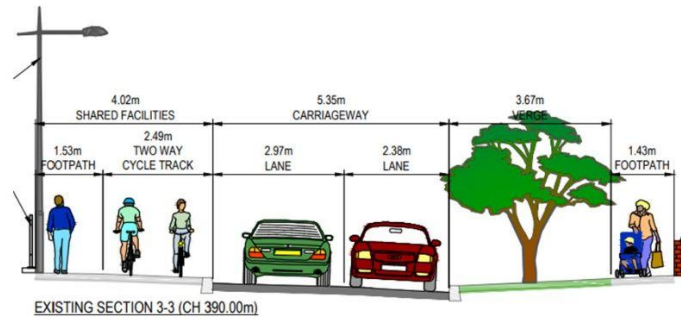 4.02m
SHARED FACILITIES
5.35m
CARRIAGEWAY
3.67m
VERGE
1.53m
FOOTPATH
2.49m
TWO WAY
CYCLE TRACK
2.97m
LANE
2.38m
LANE
1.43m
FOOTPATH
EXISTING SECTION 3-3 (CH 390.00m)